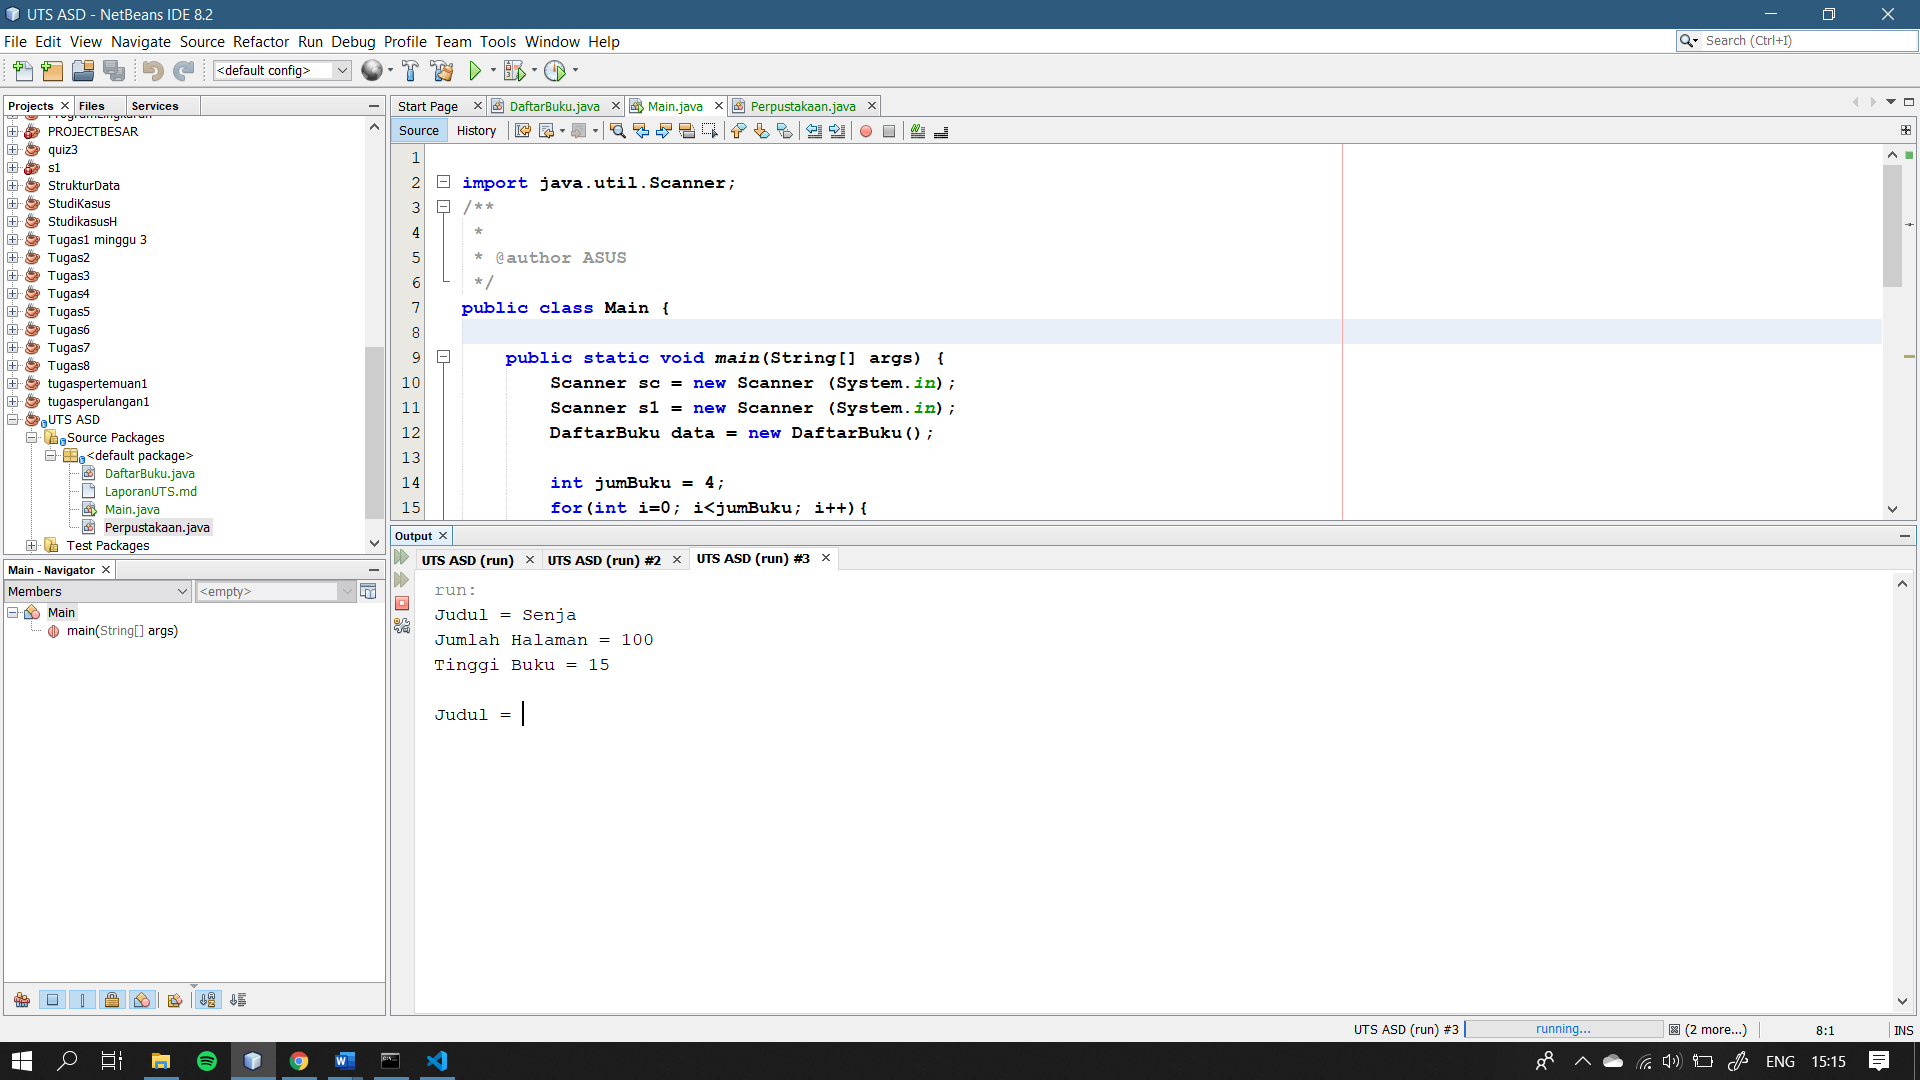 UTS ASD - NetBeans IDE 8.2
File Edit View Navigate Source Refactor Run Debug Profile Team Tools Window Help
Search (Ctrl+I)
<default config>
Projects Files Services
PROJECTBESAR
quiz3
s1
StrukturData
StudiKasus
StudikasusH
Tugas1 minggu 3
Tugas2
Tugas3
Tugas4
Tugas5
Tugas6
Tugas7
Tugas8
tugaspertemuan1
tugasperulangan1
UTS ASD
Source Packages
<default package>
DaftarBuku.java
LaporanUTS.md
Main.java
Perpustakaan.java
Test Packages
Main - Navigator
Members
<empty>
Main
main(String[] args)
Start Page DaftarBuku.java Main.java Perpustakaan.java
Source History
1
2 import java.util.Scanner;
3 /**
4 *
5 * @author ASUS
6 */
7 public class Main {
8
9 public static void main(String[] args) {
10 Scanner sc = new Scanner (System.in);
11 Scanner s1 = new Scanner (System.in);
12 DaftarBuku data = new DaftarBuku();
13
14 int jumBuku = 4;
15 for(int i=0; i<jumBuku; i++){
Output
UTS ASD (run) UTS ASD (run) #2 UTS ASD (run) #3
run:
Judul = Senja
Jumlah Halaman = 100
Tinggi Buku = 15
Judul =
UTS ASD (run) #3 running... (2 more...) 8:1 INS
ENG 15:15